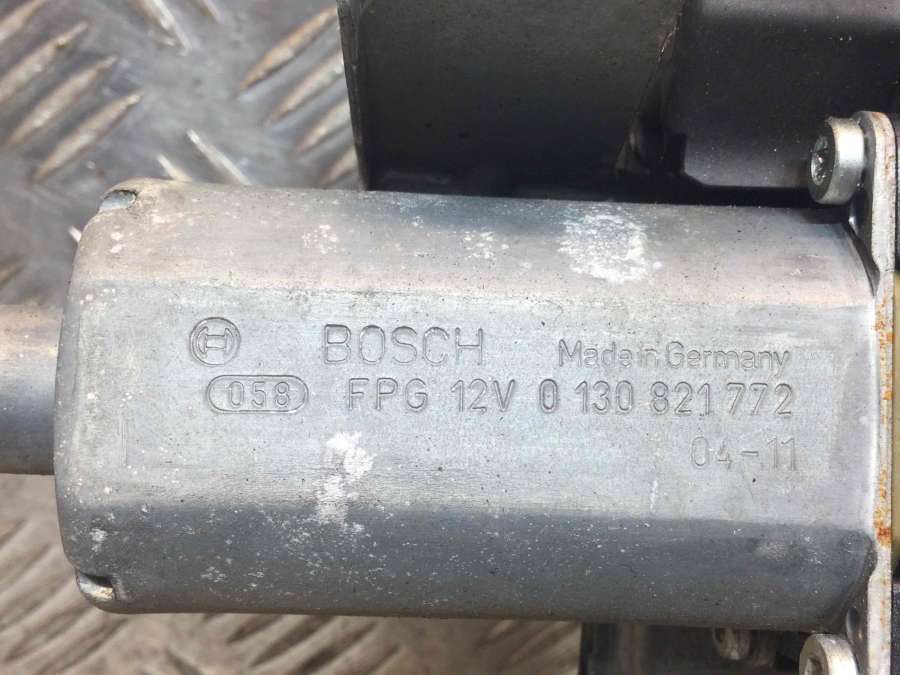 BOSCH Made in Germany
058 FPG 12V 0 130 821 772
04-11